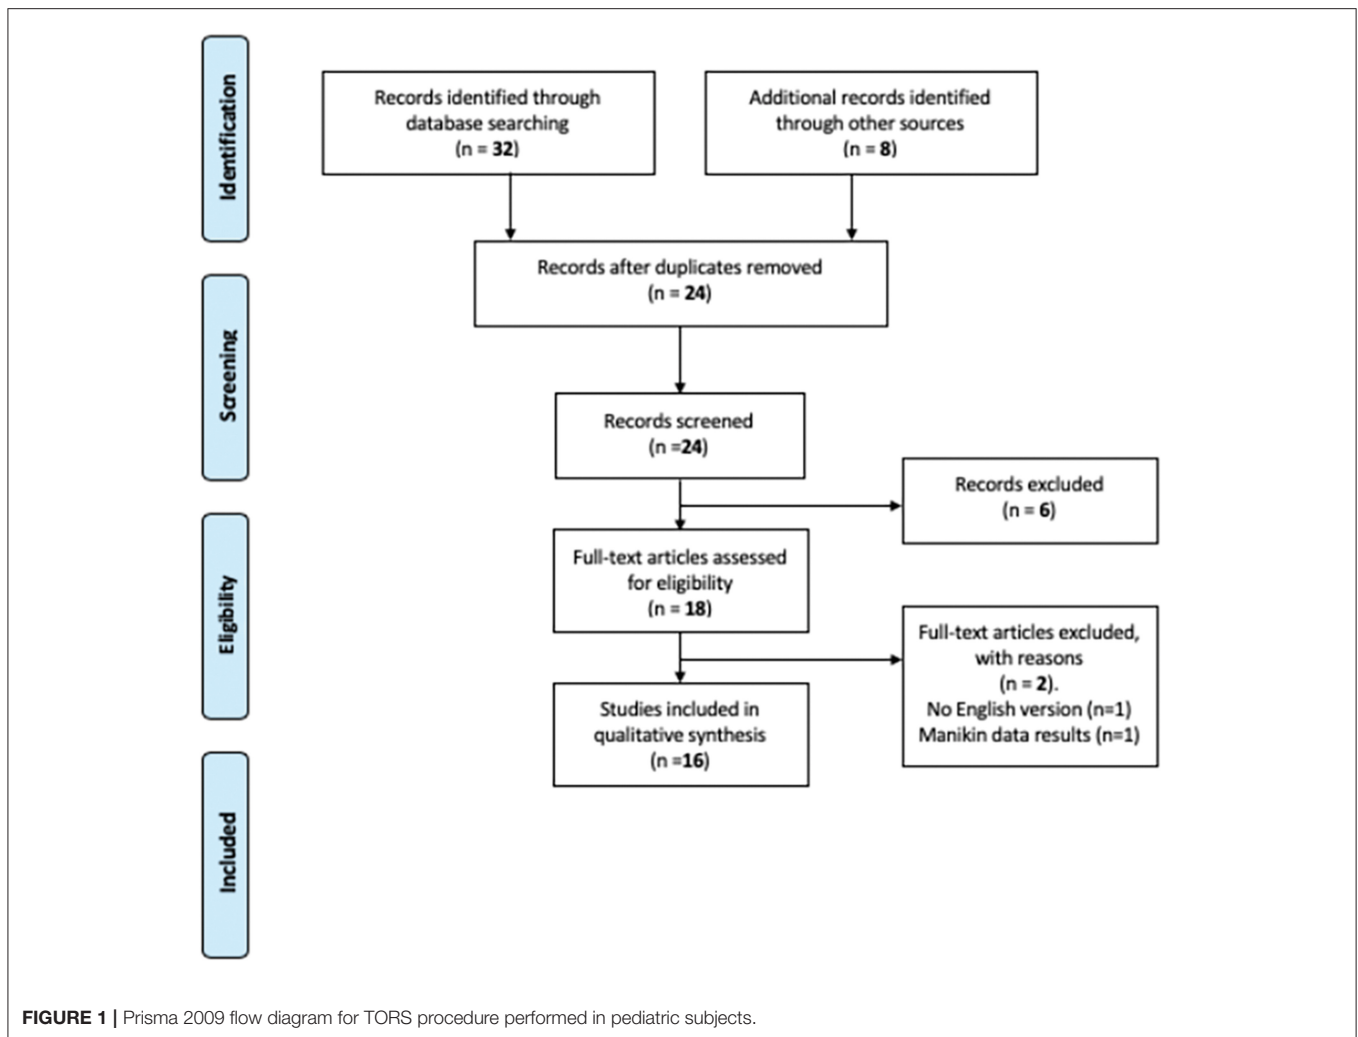 Identification
Records identified through
database searching
(n = 32)
Additional records identified
through other sources
(n = 8)
Records after duplicates removed
(n = 24)
Screening
Records screened
(n =24)
Records excluded
(n = 6)
Eligibility
Full-text articles assessed
for eligibility
(n = 18)
Full-text articles excluded,
with reasons
(n = 2).
No English version (n=1)
Manikin data results (n=1)
Studies included in
qualitative synthesis
(n =16)
Included
FIGURE 1 | Prisma 2009 flow diagram for TORS procedure performed in pediatric subjects.